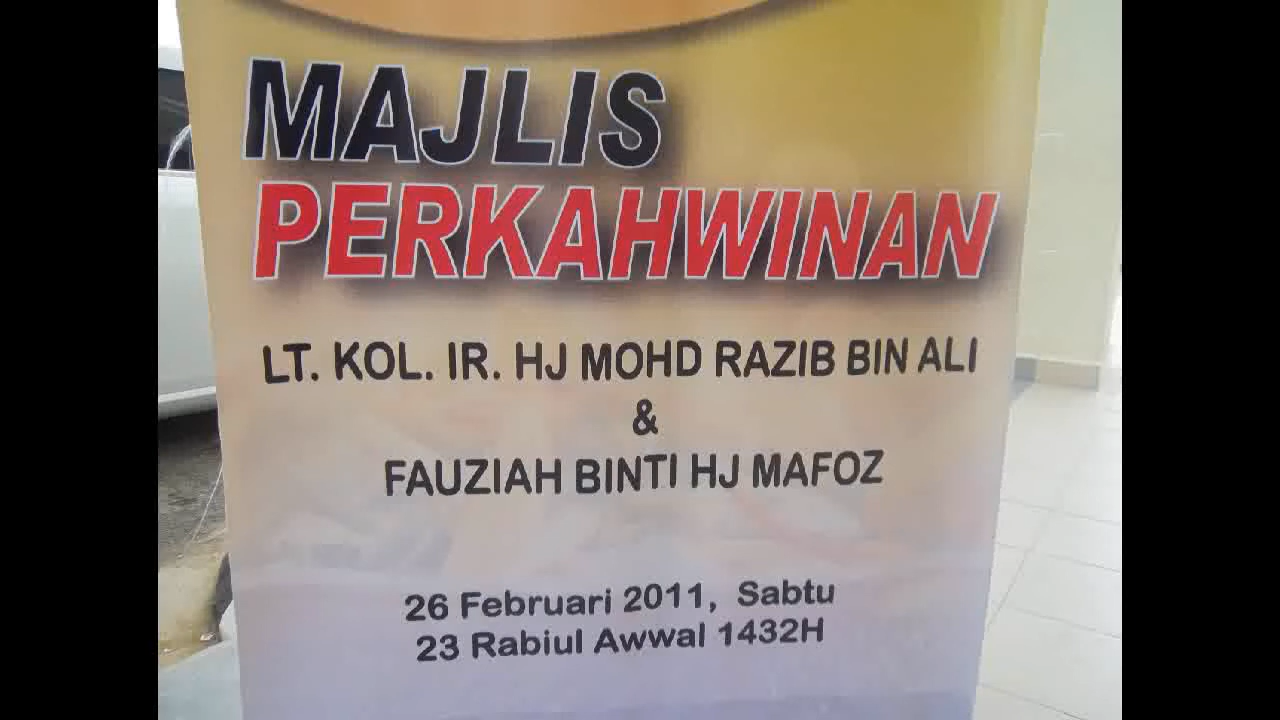 MAJLIS
PERKAHWINAN
LT. KOL. IR. HJ MOHD RAZIB BIN ALI
&
FAUZIAH BINTI HJ MAFOZ
26 Februari 2011, Sabtu
23 Rabiul Awwal 1432H